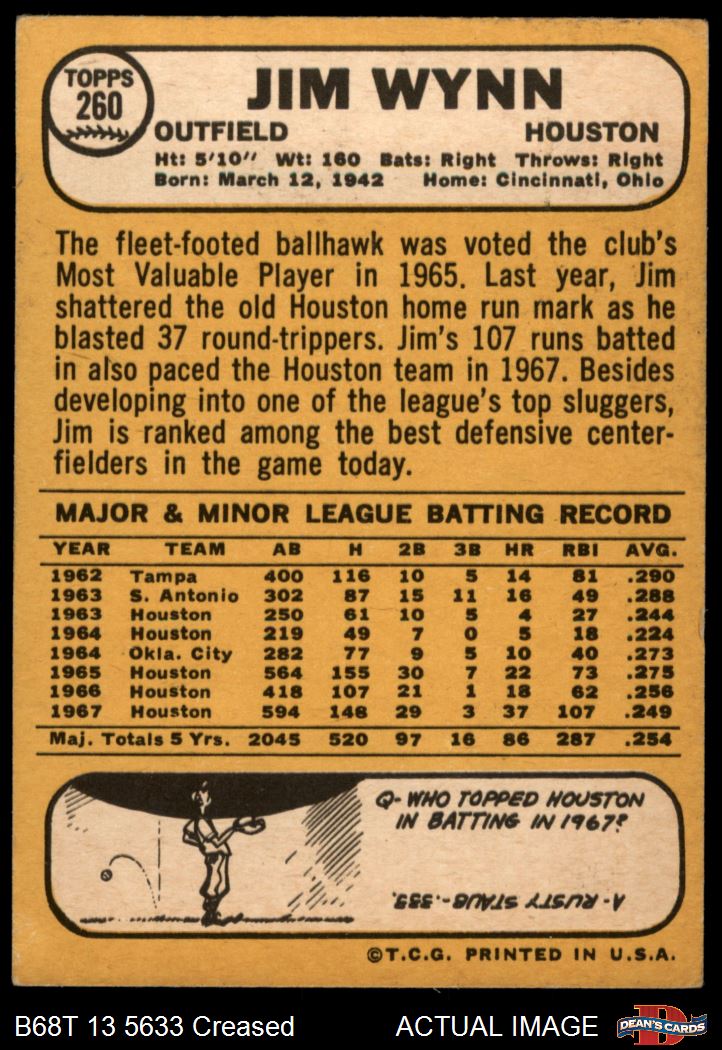 TOPPS
260
JIM WYNN
OUTFIELD HOUSTON
Ht: 5'10" Wt: 160 Bats: Right Throws: Right
Born: March 12, 1942 Home: Cincinnati, Ohio
The fleet-footed ballhawk was voted the club's
Most Valuable Player in 1965. Last year, Jim
shattered the old Houston home run mark as he
blasted 37 round-trippers. Jim's 107 runs batted
in also paced the Houston team in 1967. Besides
developing into one of the league's top sluggers,
Jim is ranked among the best defensive center-
fielders in the game today.
MAJOR & MINOR LEAGUE BATTING RECORD
YEAR TEAM AB H 2B 3B HR RBI AVG.
1962 Tampa 400 116 10 5 14 81 .290
1963 S. Antonio 302 87 15 11 16 49 .288
1963 Houston 250 61 10 5 4 27 .244
1964 Houston 219 49 7 0 5 18 .224
1964 Okla. City 282 77 9 5 10 40 .273
1965 Houston 564 155 30 7 22 73 .275
1966 Houston 418 107 21 1 18 62 .256
1967 Houston 594 148 29 3 37 107 .249
Maj. Totals 5 Yrs. 2045 520 97 16 86 287 .254
Q-WHO TOPPED HOUSTON
IN BATTING IN 1967?
A-RUSTY STAUB-.333.
©T.C.G. PRINTED IN U.S.A.
B68T 13 5633 Creased ACTUAL IMAGE DEAN'S CARDS